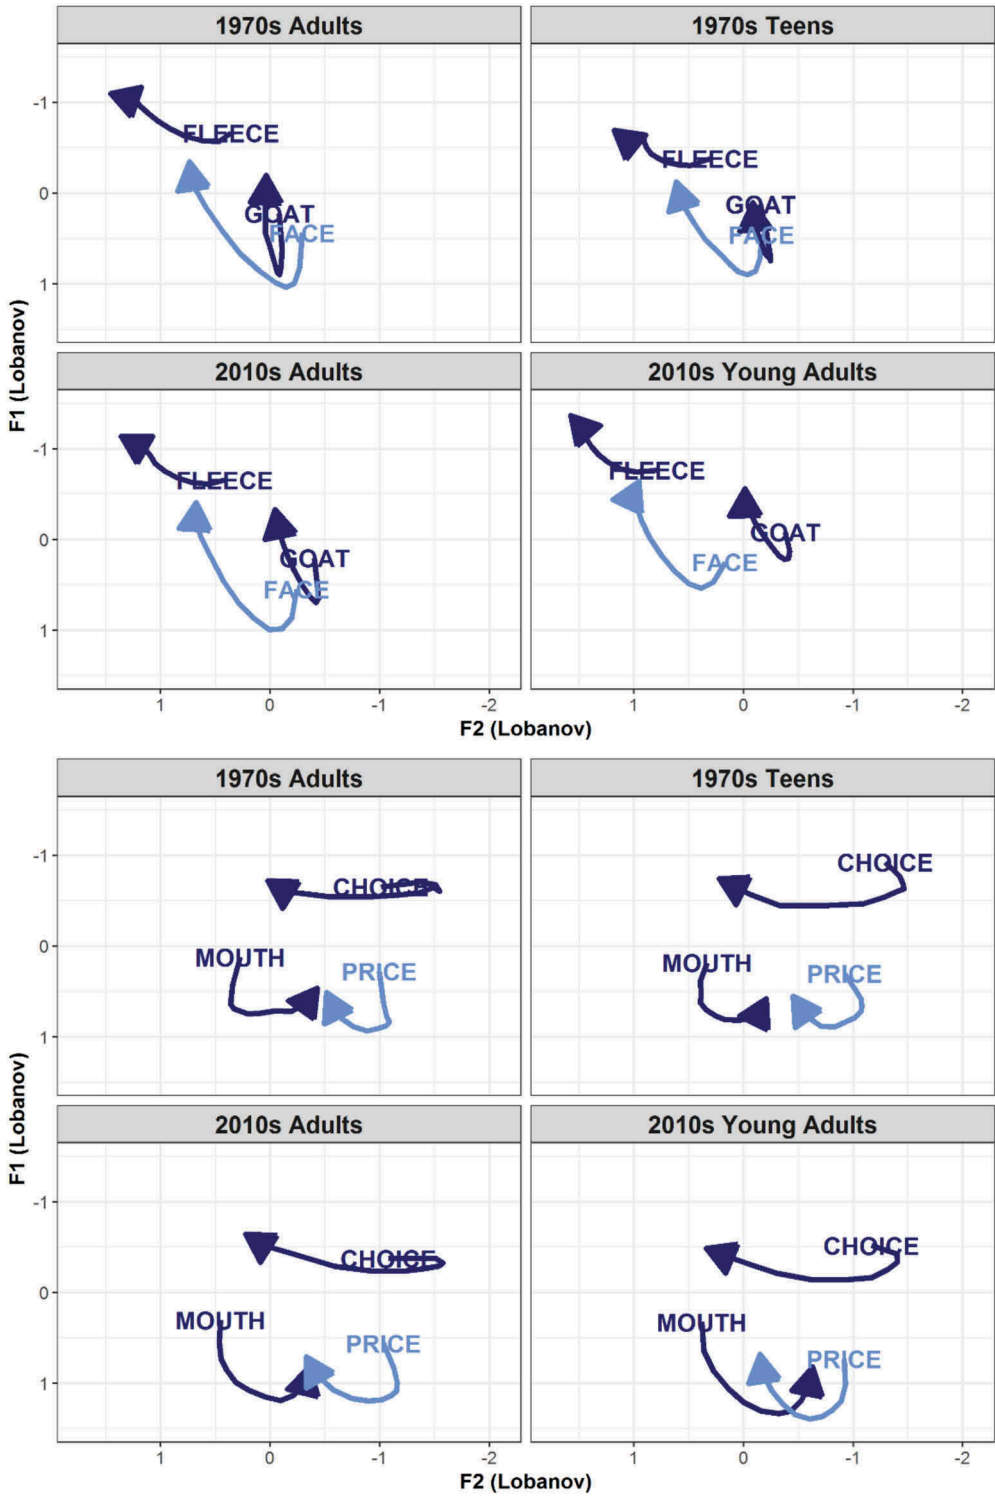 1970s Adults
1970s Teens
-1
0
1
FLEECE
GOAT
FACE
FLEECE
GOAT
FACE
F1 (Lobanov)
2010s Adults
2010s Young Adults
-1
0
1
FLEECE
GOAT
FACE
FLEECE
GOAT
FACE
1 0 -1 -2
1 0 -1 -2
F2 (Lobanov)
1970s Adults
1970s Teens
-1
0
1
CHOICE
MOUTH
PRICE
CHOICE
MOUTH
PRICE
F1 (Lobanov)
2010s Adults
2010s Young Adults
-1
0
1
CHOICE
MOUTH
PRICE
CHOICE
MOUTH
PRICE
1 0 -1 -2
1 0 -1 -2
F2 (Lobanov)